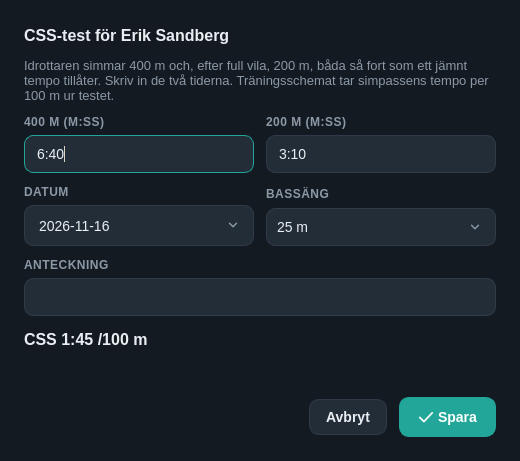 CSS-test för Erik Sandberg
Idrottaren simmar 400 m och, efter full vila, 200 m, båda så fort som ett jämnt
tempo tillåter. Skriv in de två tiderna. Träningsschemat tar simpassens tempo per
100 m ur testet.
400 M (M:SS)
200 M (M:SS)
6:40
3:10
DATUM
BASSÄNG
2026-11-16
25 m
ANTECKNING
CSS 1:45 /100 m
Avbryt
Spara